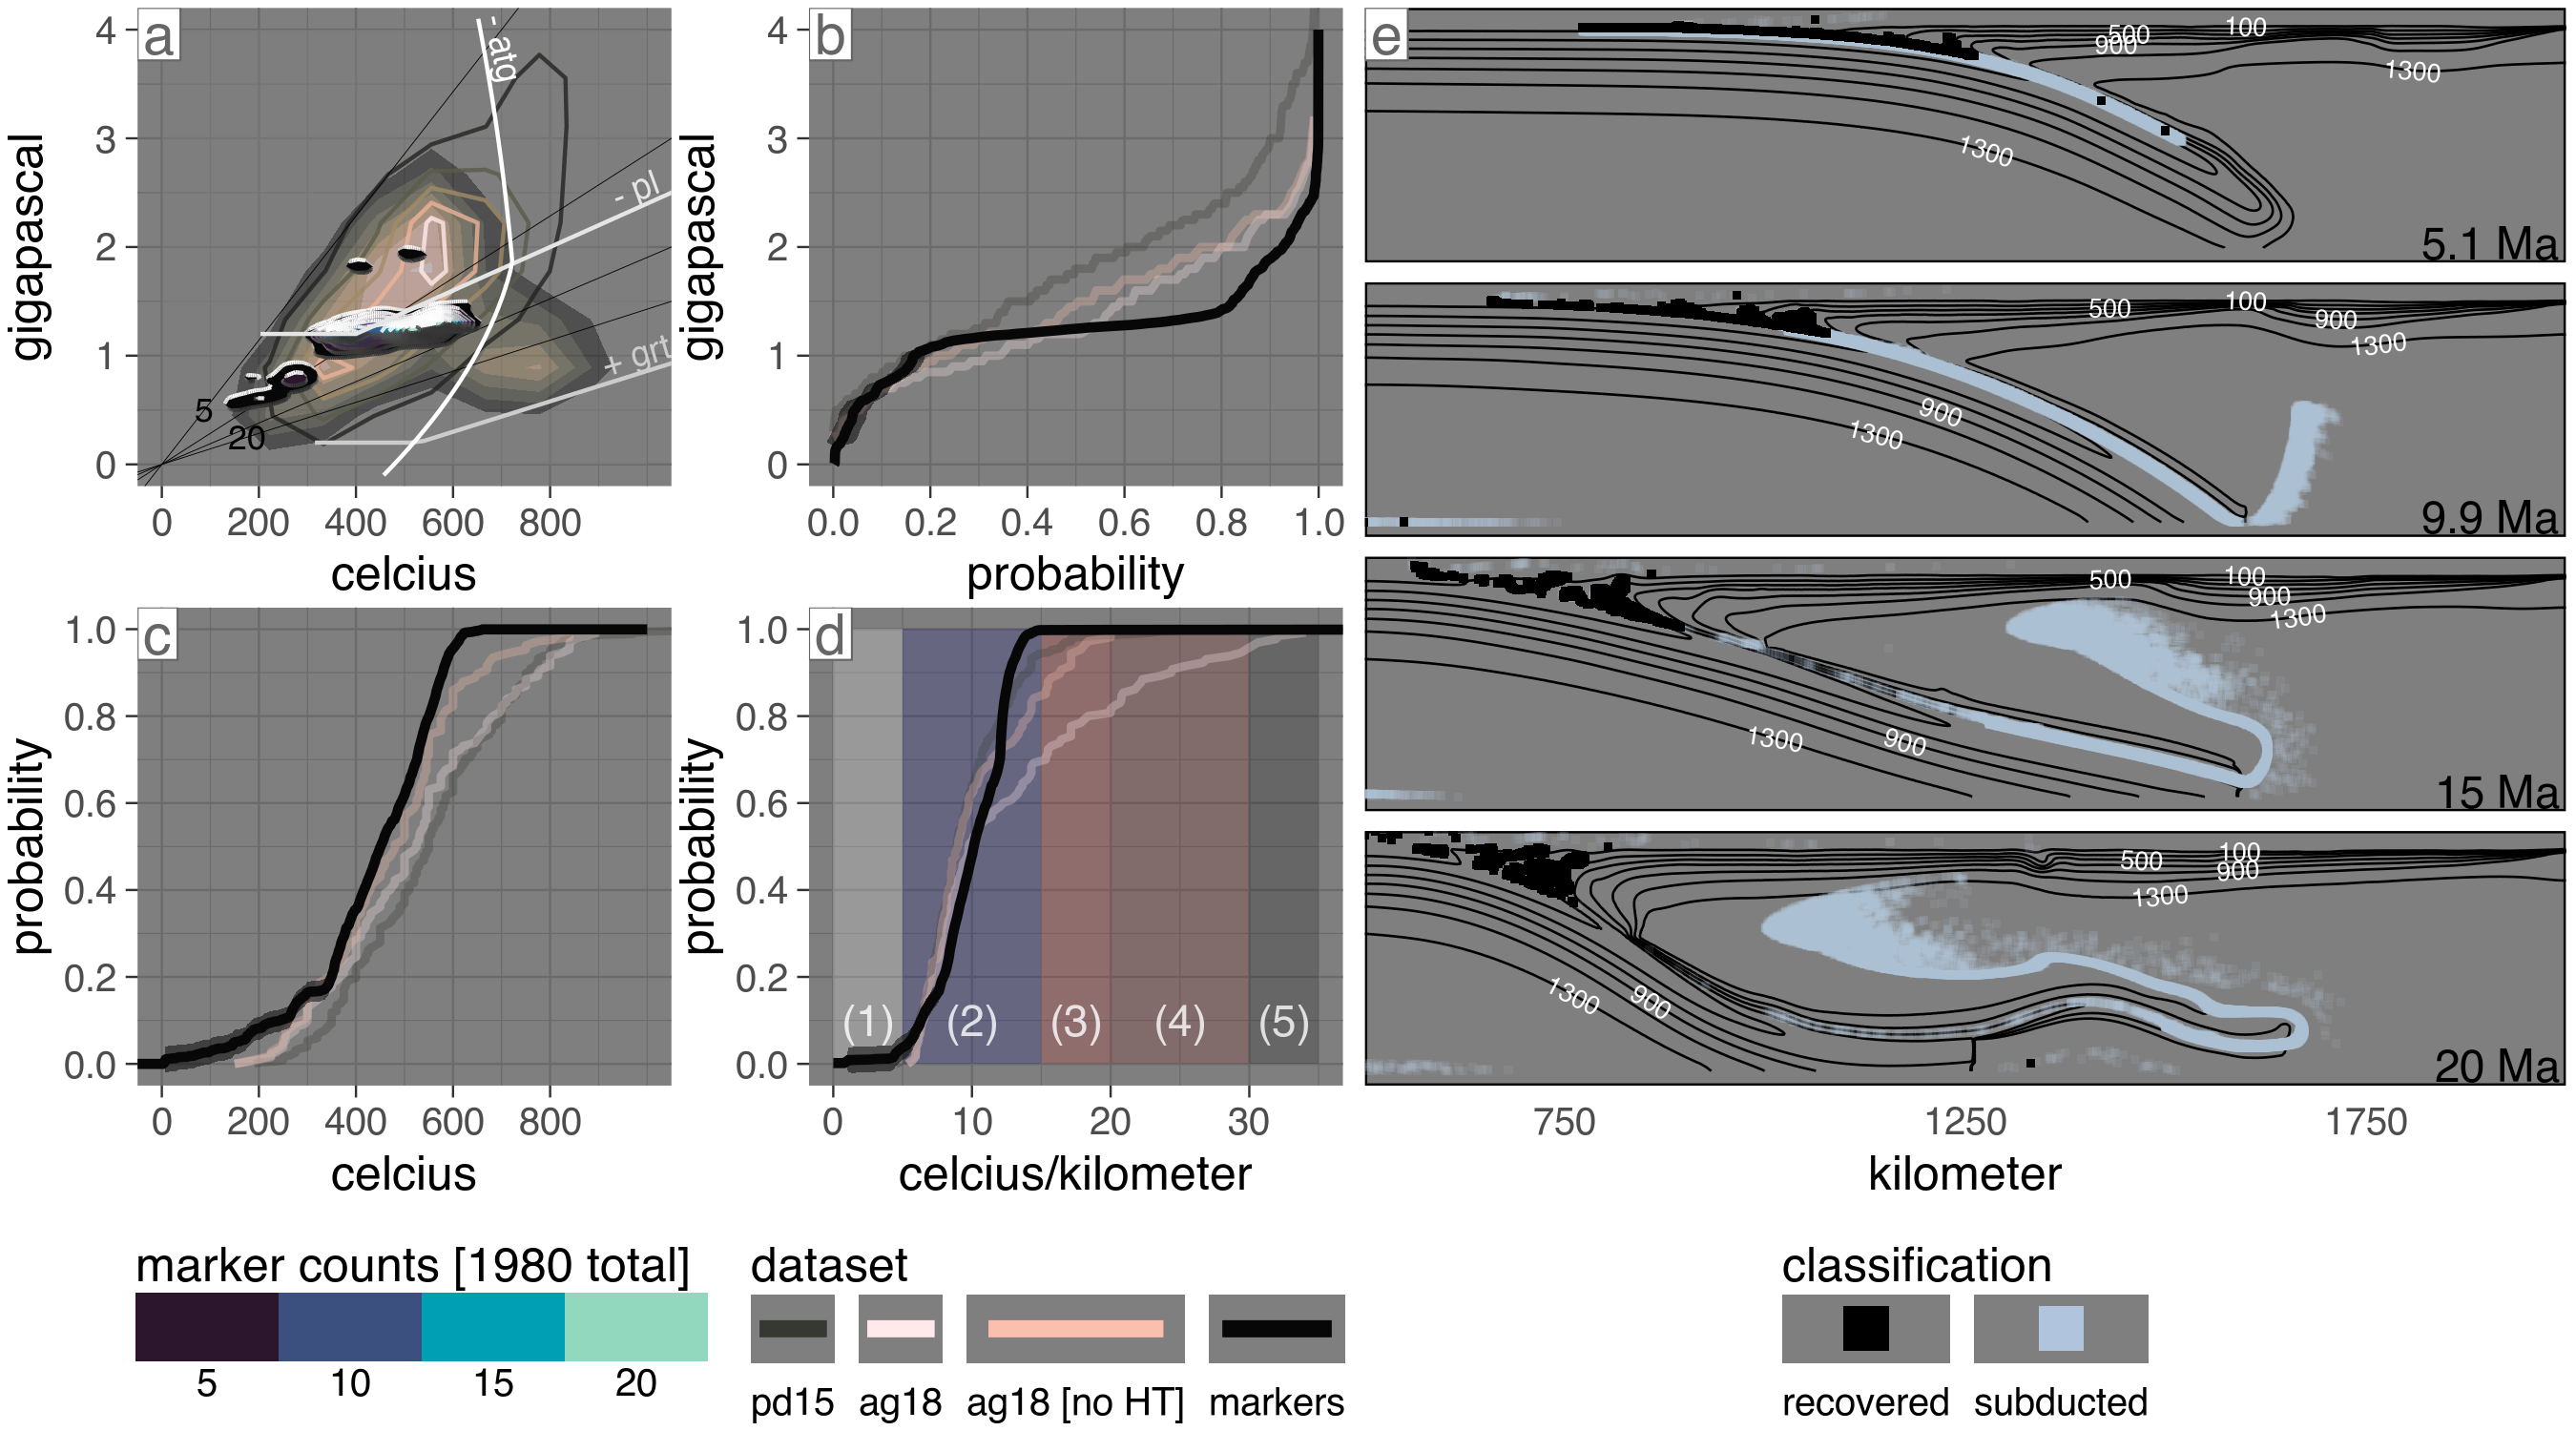 a
gigapascal
4
3
2
1
0
- atg
- pl
+ grt
5
20
0 200 400 600 800
celcius
b
gigapascal
4
3
2
1
0
0.0 0.2 0.4 0.6 0.8 1.0
probability
c
probability
1.0
0.8
0.6
0.4
0.2
0.0
0 200 400 600 800
celcius
d
probability
1.0
0.8
0.6
0.4
0.2
0.0
(1) (2) (3) (4) (5)
0 10 20 30
celcius/kilometer
e
500 100
900
1300
1300
5.1 Ma
500 100
900
1300
900
1300
9.9 Ma
500 100
900
1300
1300 900
15 Ma
100
500 900
1300
1300 900
20 Ma
750 1250 1750
kilometer
marker counts [1980 total]
5 10 15 20
dataset
pd15 ag18 ag18 [no HT] markers
classification
recovered subducted